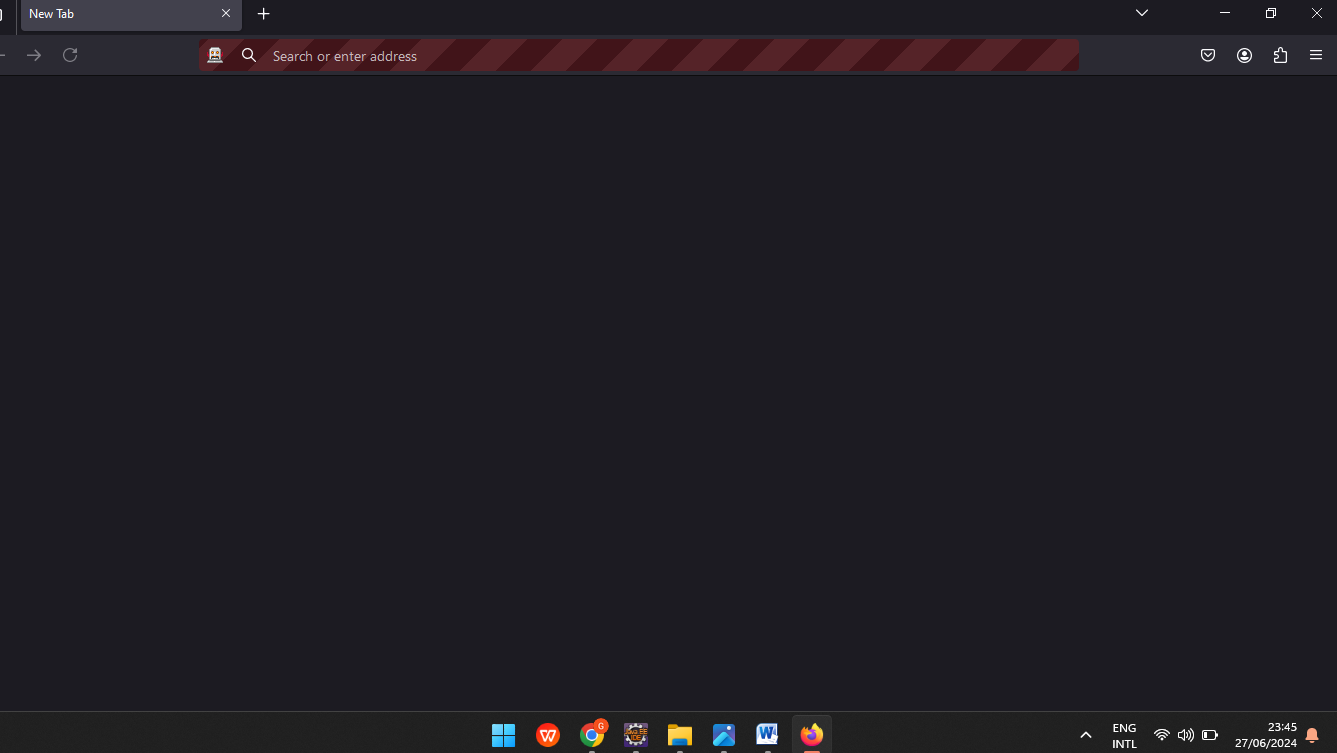 New Tab
Search or enter address
G
W
ENG
INTL
23:45
27/06/2024